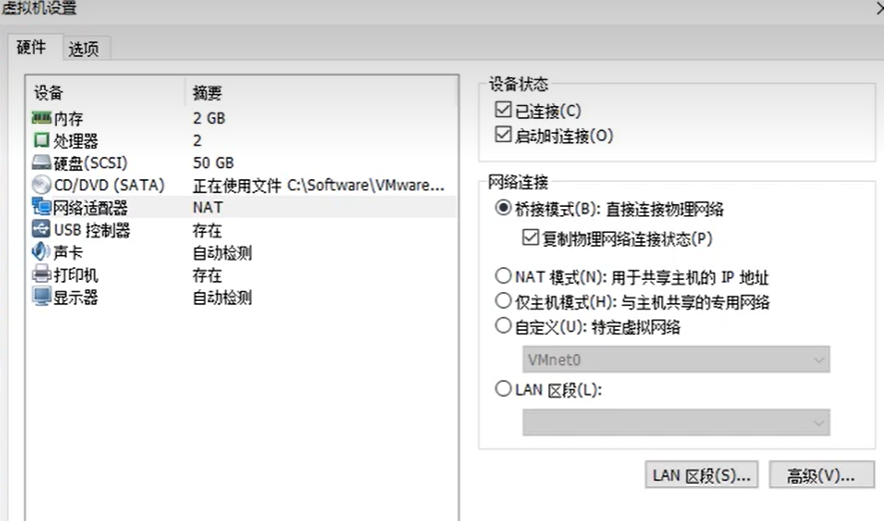 虚拟机设置
硬件 选项
设备 摘要
内存 2 GB
处理器 2
硬盘(SCSI) 50 GB
CD/DVD (SATA) 正在使用文件 C:\Software\VMware...
网络适配器 NAT
USB 控制器 存在
声卡 自动检测
打印机 存在
显示器 自动检测
设备状态
已连接(C)
启动时连接(O)
网络连接
桥接模式(B): 直接连接物理网络
复制物理网络连接状态(P)
NAT 模式(N): 用于共享主机的 IP 地址
仅主机模式(H): 与主机共享的专用网络
自定义(U): 特定虚拟网络
VMnet0
LAN 区段(L):
LAN 区段(S)... 高级(V)...